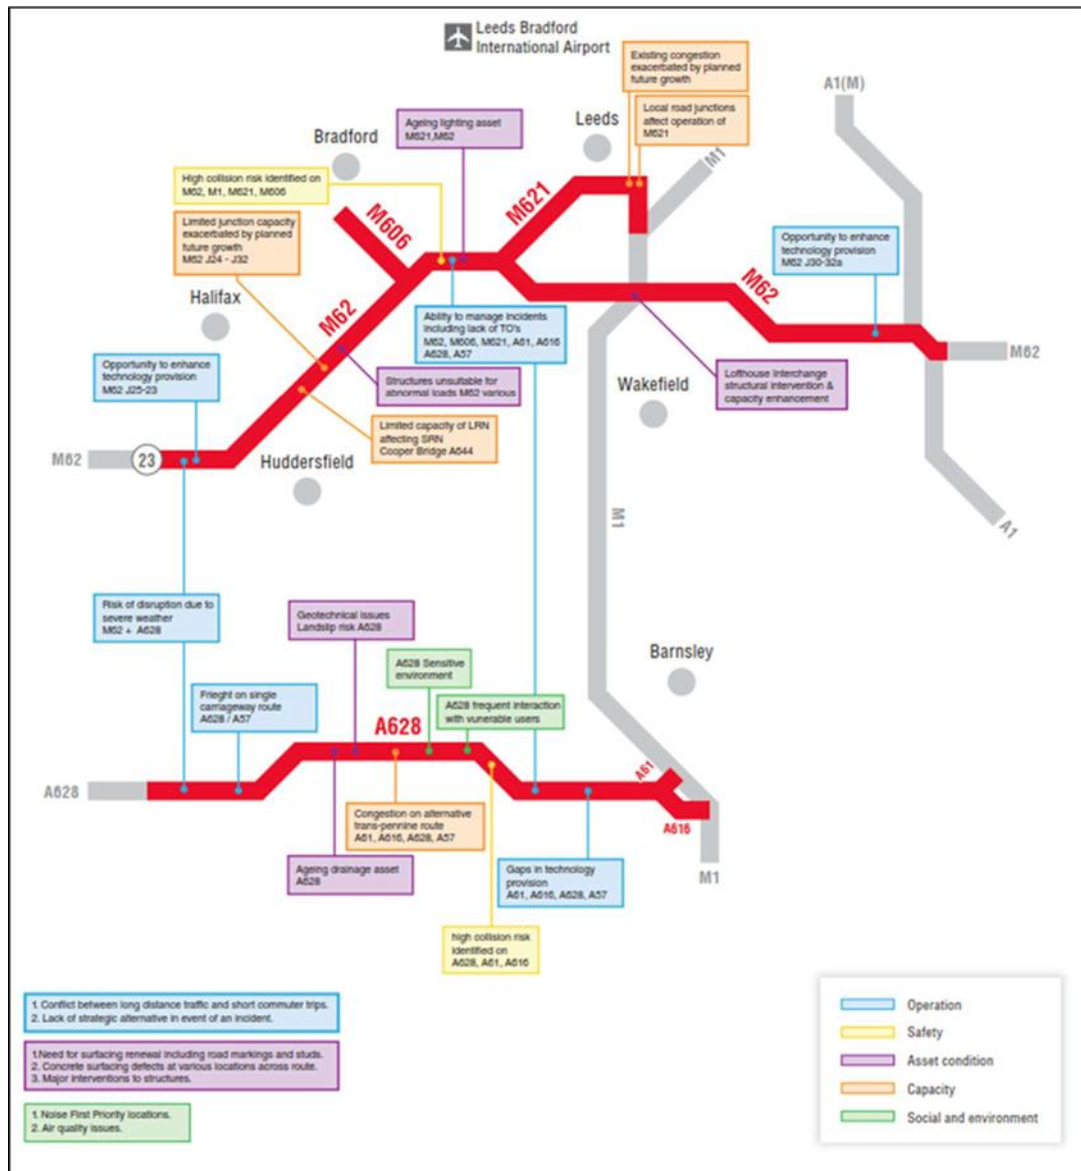 Leeds Bradford
International Airport
Existing congestion
exacerbated by planned
future growth
A1(M)
Local road junctions
affect operation of
M621
Leeds
Ageing lighting asset
M621,M62
Bradford
M1
High collision risk identified on
M62, M1, M621, M606
M621
M606
Limited junction capacity
exacerbated by planned
future growth
M62 J24 - J32
Opportunity to enhance
technology provision
M62 J30-32a
M62
Halifax
M62
Ability to manage incidents
including lack of TO's
M62, M606, M621, A61, A616
A628, A57
M62
Opportunity to enhance
technology provision
M62 J25-23
Structures unsuitable for
abnormal loads M62 various
Wakefield
Lofthouse Interchange
structural intervention &
capacity enhancement
Limited capacity of LRN
affecting SRN
Cooper Bridge A644
M62
23
Huddersfield
M1
A1
Risk of disruption due to
severe weather
M62 + A628
Geotechnical issues
Landslip risk A628
Barnsley
A628 Sensitive
environment
Frieght on single
carriageway route
A628 / A57
A628 frequent interaction
with vunerable users
A628
A61
A628
Congestion on alternative
trans-pennine route
A61, A616, A628, A57
A616
Ageing drainage asset
A628
Gaps in technology
provision
A61, A616, A628, A57
M1
high collision risk
identified on
A628, A61, A616
1. Conflict between long distance traffic and short commuter trips.
2. Lack of strategic alternative in event of an incident.
1.Need for surfacing renewal including road markings and studs.
2. Concrete surfacing defects at various locations across route.
3. Major interventions to structures.
1. Noise First Priority locations.
2. Air quality issues.
Operation
Safety
Asset condition
Capacity
Social and environment